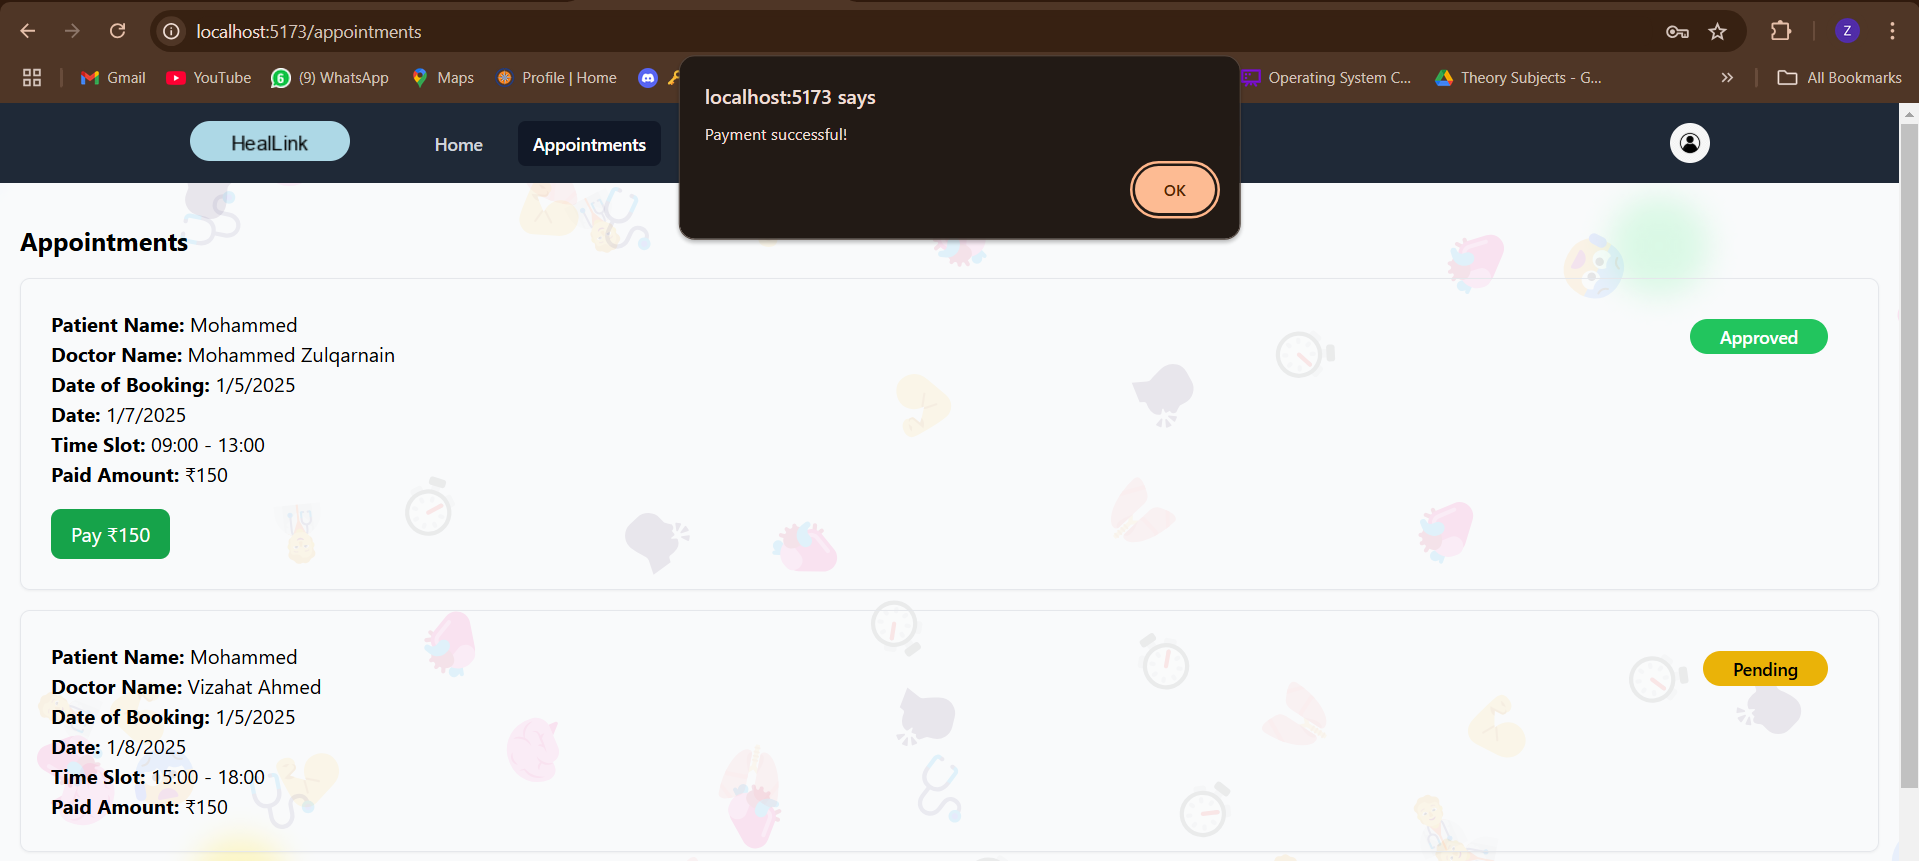 localhost:5173/appointments
Z
Gmail
YouTube
(9) WhatsApp
Maps
Profile | Home
Operating System C...
Theory Subjects - G...
All Bookmarks
localhost:5173 says
Payment successful!
OK
HealLink
Home
Appointments
Appointments
Patient Name: Mohammed
Approved
Doctor Name: Mohammed Zulqarnain
Date of Booking: 1/5/2025
Date: 1/7/2025
Time Slot: 09:00 - 13:00
Paid Amount: ₹150
Pay ₹150
Patient Name: Mohammed
Pending
Doctor Name: Vizahat Ahmed
Date of Booking: 1/5/2025
Date: 1/8/2025
Time Slot: 15:00 - 18:00
Paid Amount: ₹150